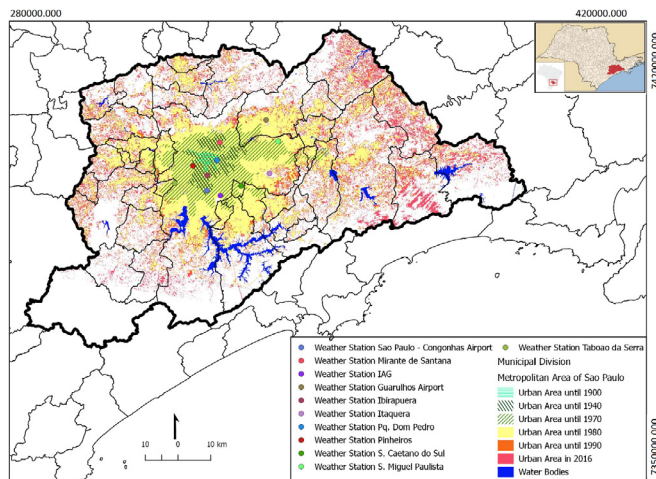 280000.000
420000.000
7420000.000
Weather Station Sao Paulo - Congonhas Airport
Weather Station Mirante de Santana
Weather Station IAG
Weather Station Guarulhos Airport
Weather Station Ibirapuera
Weather Station Itaquera
Weather Station Pq. Dom Pedro
Weather Station Pinheiros
Weather Station S. Caetano do Sul
Weather Station S. Miguel Paulista
Weather Station Taboao da Serra
Municipal Division
Metropolitan Area of Sao Paulo
Urban Area until 1900
Urban Area until 1940
Urban Area until 1970
Urban Area until 1980
Urban Area until 1990
Urban Area in 2016
Water Bodies
10 0 10 km
7350000.000